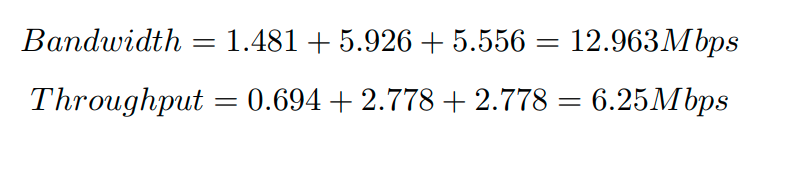 Bandwidth = 1.481 + 5.926 + 5.556 = 12.963Mbps
Throughput = 0.694 + 2.778 + 2.778 = 6.25Mbps